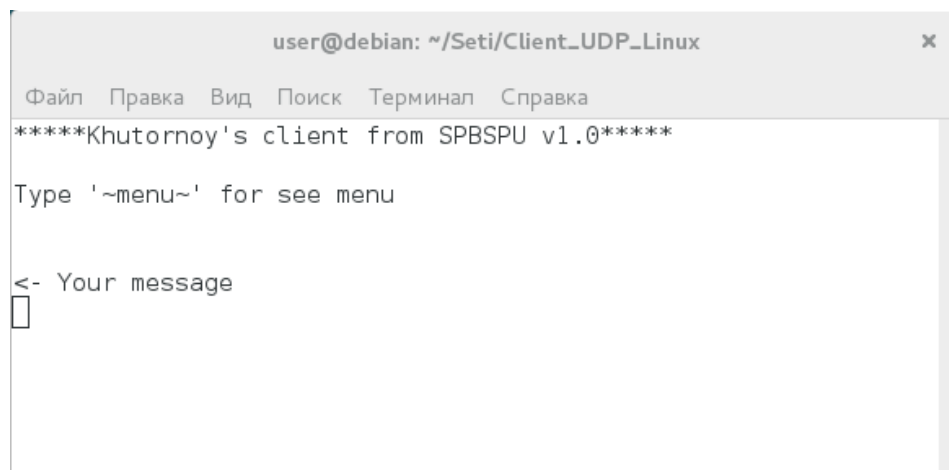 user@debian: ~/Seti/Client_UDP_Linux
Файл Правка Вид Поиск Терминал Справка
*****Khutornoy's client from SPBSPU v1.0*****
Type '~menu~' for see menu
<- Your message